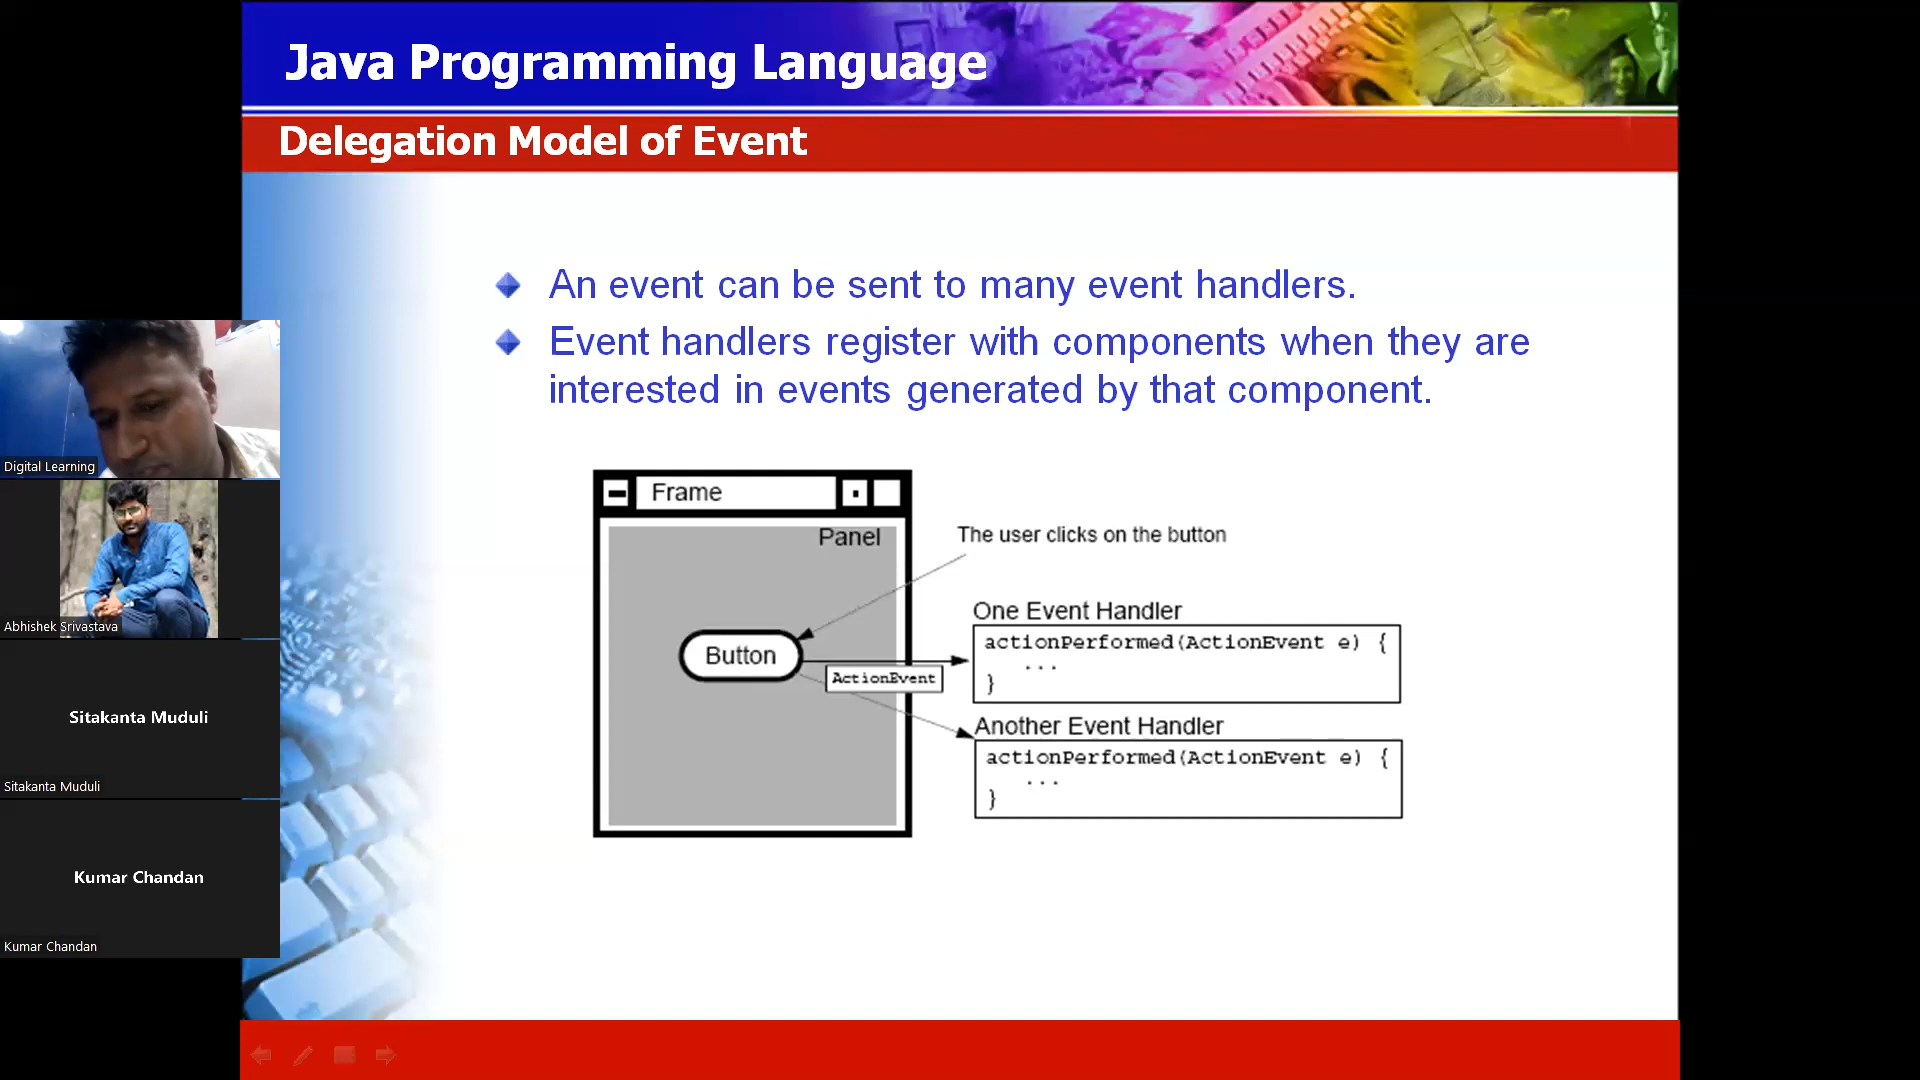 Java Programming Language
Delegation Model of Event
An event can be sent to many event handlers.
Event handlers register with components when they are
interested in events generated by that component.
Frame
Panel
The user clicks on the button
Button
ActionEvent
One Event Handler
actionPerformed(ActionEvent e) {
...
}
Another Event Handler
actionPerformed(ActionEvent e) {
...
}
Digital Learning
Abhishek Srivastava
Sitakanta Muduli
Sitakanta Muduli
Kumar Chandan
Kumar Chandan